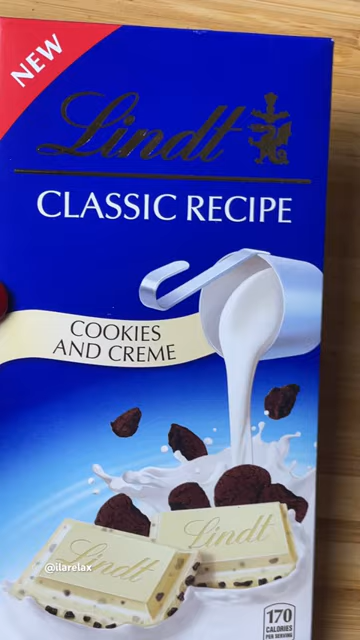 NEW
Lindt
CLASSIC RECIPE
COOKIES
AND CREME
Lindt
Lindt
@ilarelax
170
CALORIES
PER SERVING